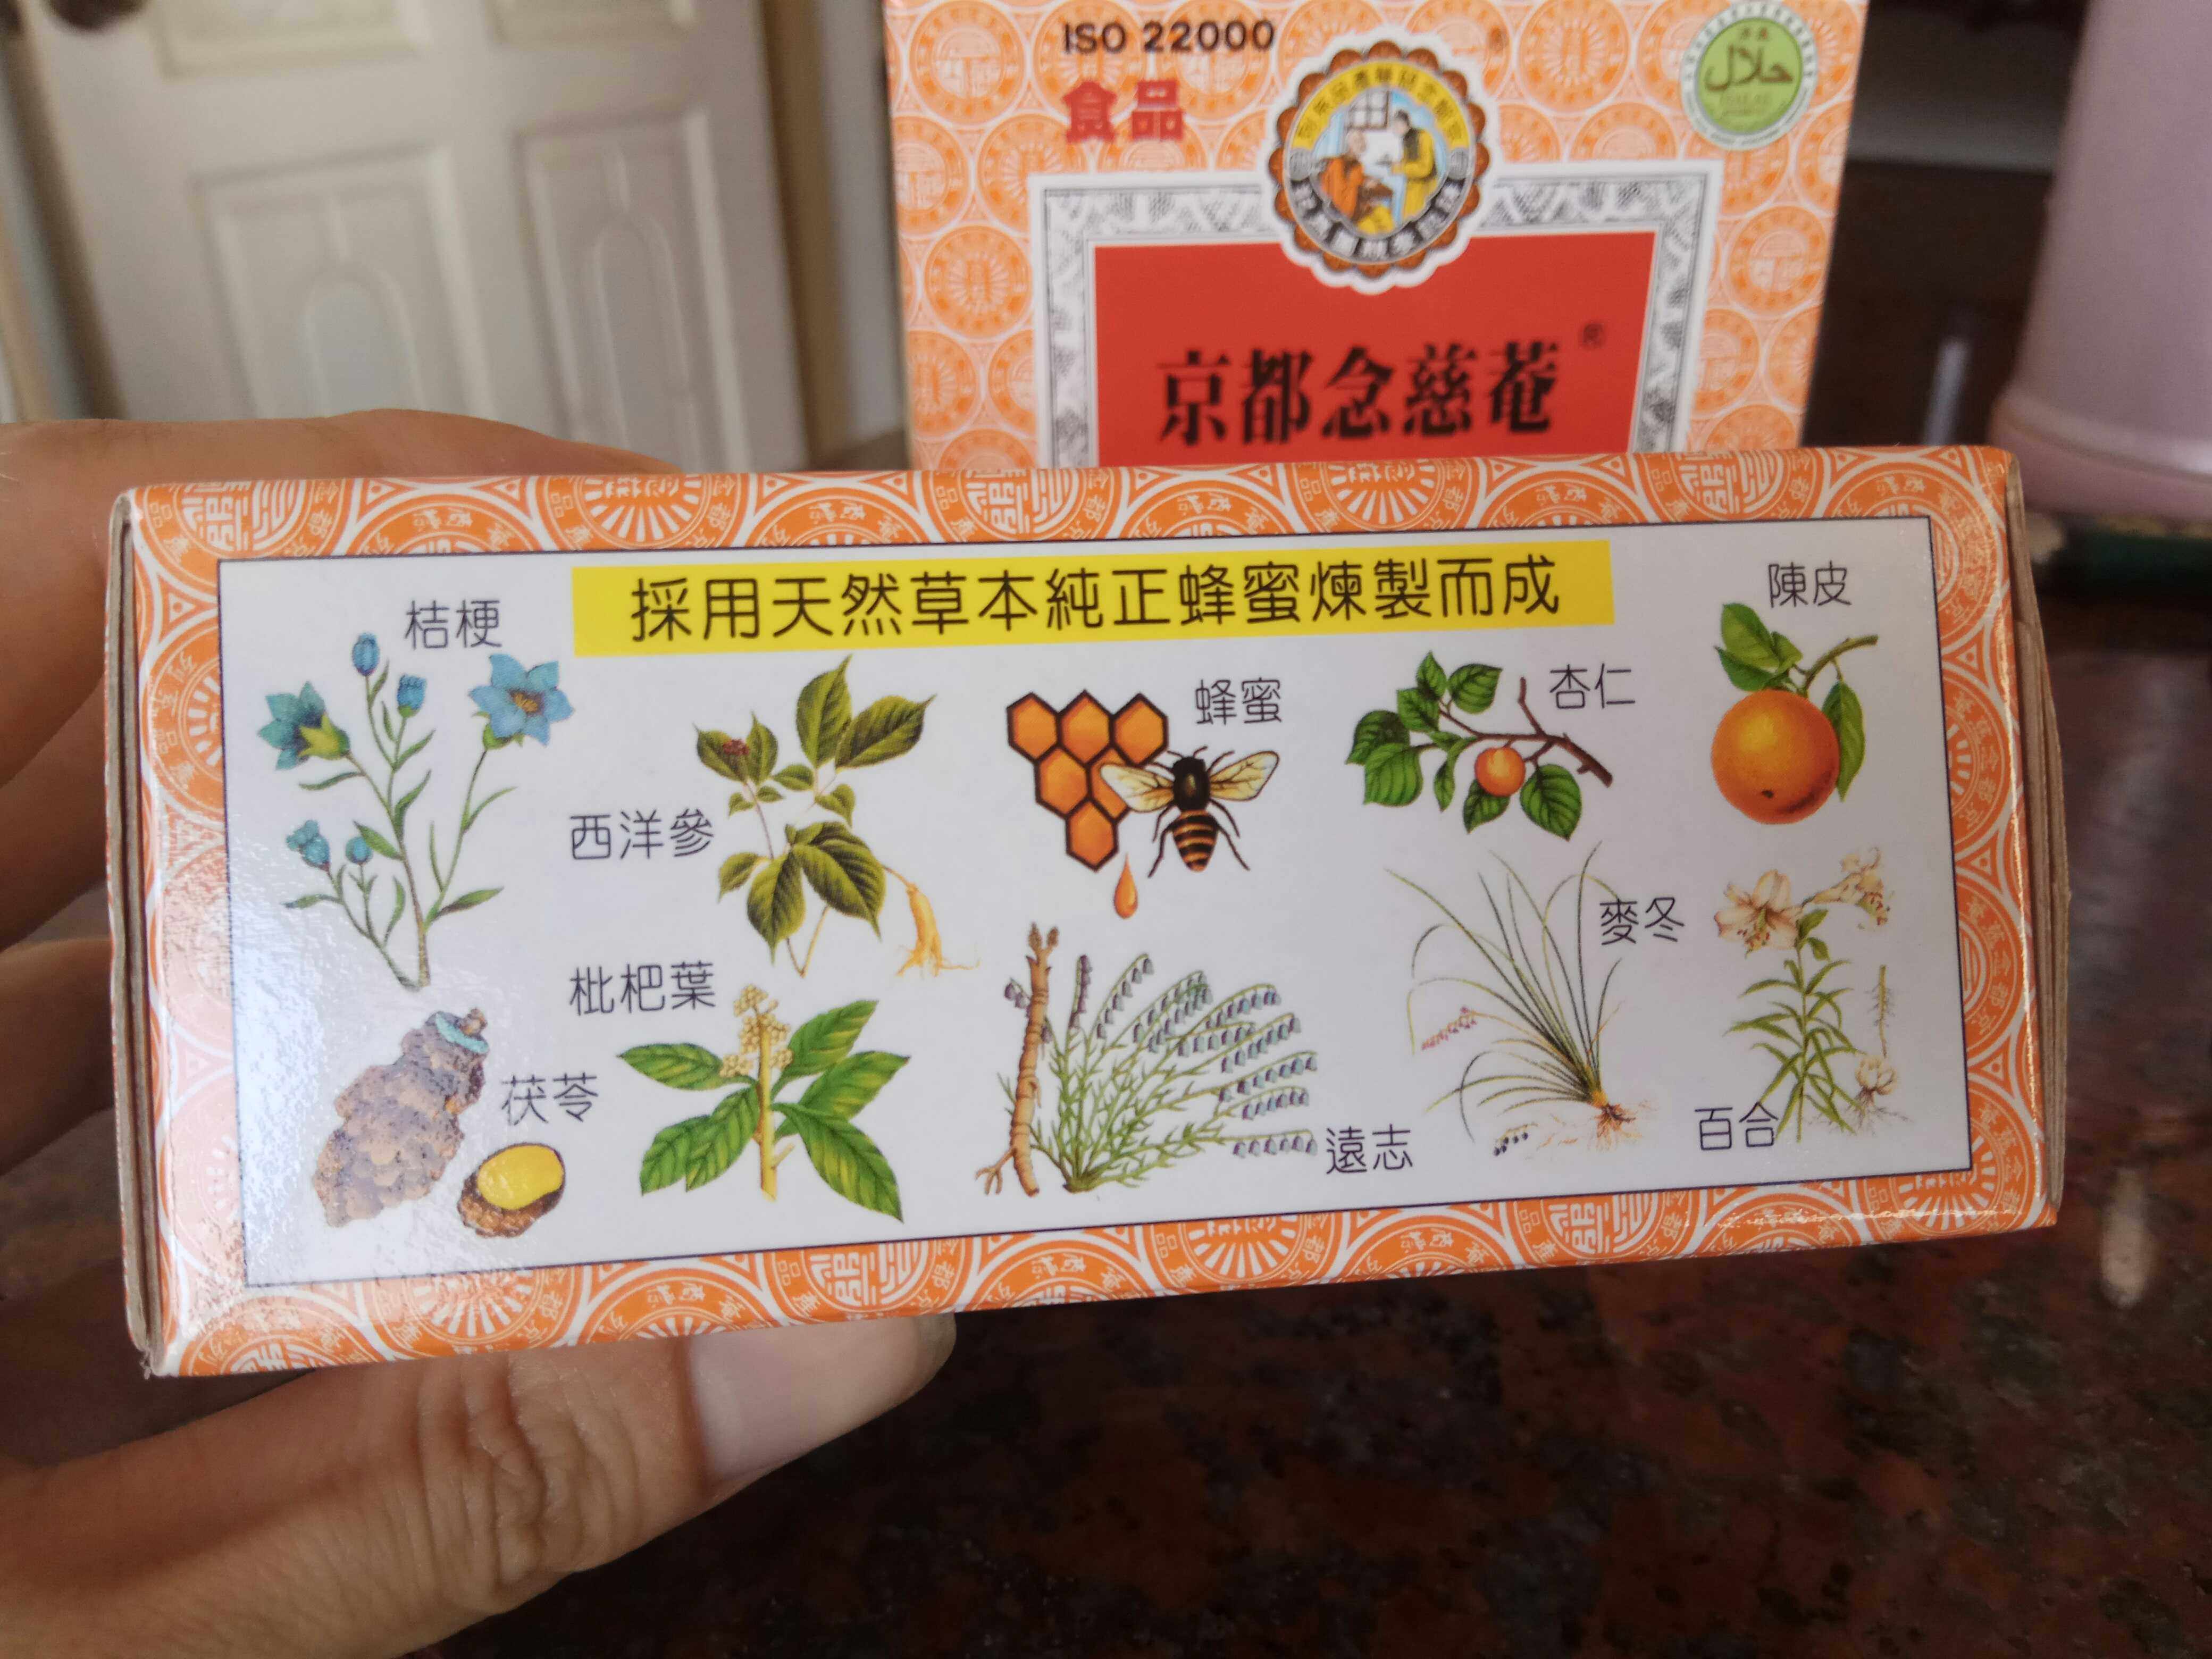 ISO 22000
食品
حلال
京都念慈菴®
採用天然草本純正蜂蜜煉製而成
桔梗
西洋參
蜂蜜
杏仁
陳皮
枇杷葉
茯苓
遠志
麥冬
百合